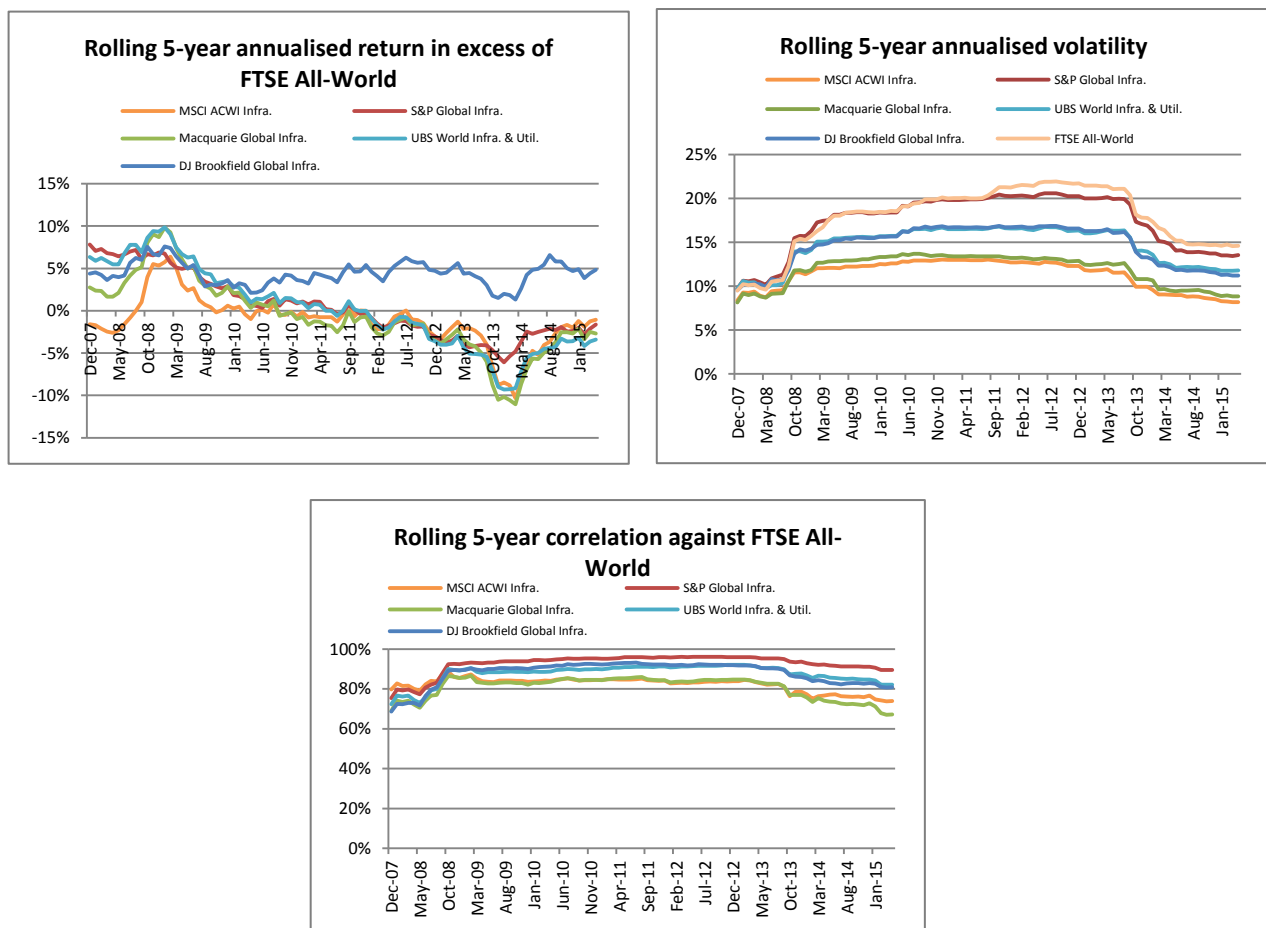 Rolling 5-year annualised return in excess of
FTSE All-World
MSCI ACWI Infra.
S&P Global Infra.
Macquarie Global Infra.
UBS World Infra. & Util.
DJ Brookfield Global Infra.
15%
10%
5%
0%
-5%
-10%
-15%
Dec-07
May-08
Oct-08
Mar-09
Aug-09
Jan-10
Jun-10
Nov-10
Apr-11
Sep-11
Feb-12
Jul-12
Dec-12
May-13
Oct-13
Mar-14
Aug-14
Jan-15
Rolling 5-year annualised volatility
MSCI ACWI Infra.
S&P Global Infra.
Macquarie Global Infra.
UBS World Infra. & Util.
DJ Brookfield Global Infra.
FTSE All-World
25%
20%
15%
10%
5%
0%
Dec-07
May-08
Oct-08
Mar-09
Aug-09
Jan-10
Jun-10
Nov-10
Apr-11
Sep-11
Feb-12
Jul-12
Dec-12
May-13
Oct-13
Mar-14
Aug-14
Jan-15
Rolling 5-year correlation against FTSE All-
World
MSCI ACWI Infra.
S&P Global Infra.
Macquarie Global Infra.
UBS World Infra. & Util.
DJ Brookfield Global Infra.
100%
80%
60%
40%
20%
0%
Dec-07
May-08
Oct-08
Mar-09
Aug-09
Jan-10
Jun-10
Nov-10
Apr-11
Sep-11
Feb-12
Jul-12
Dec-12
May-13
Oct-13
Mar-14
Aug-14
Jan-15